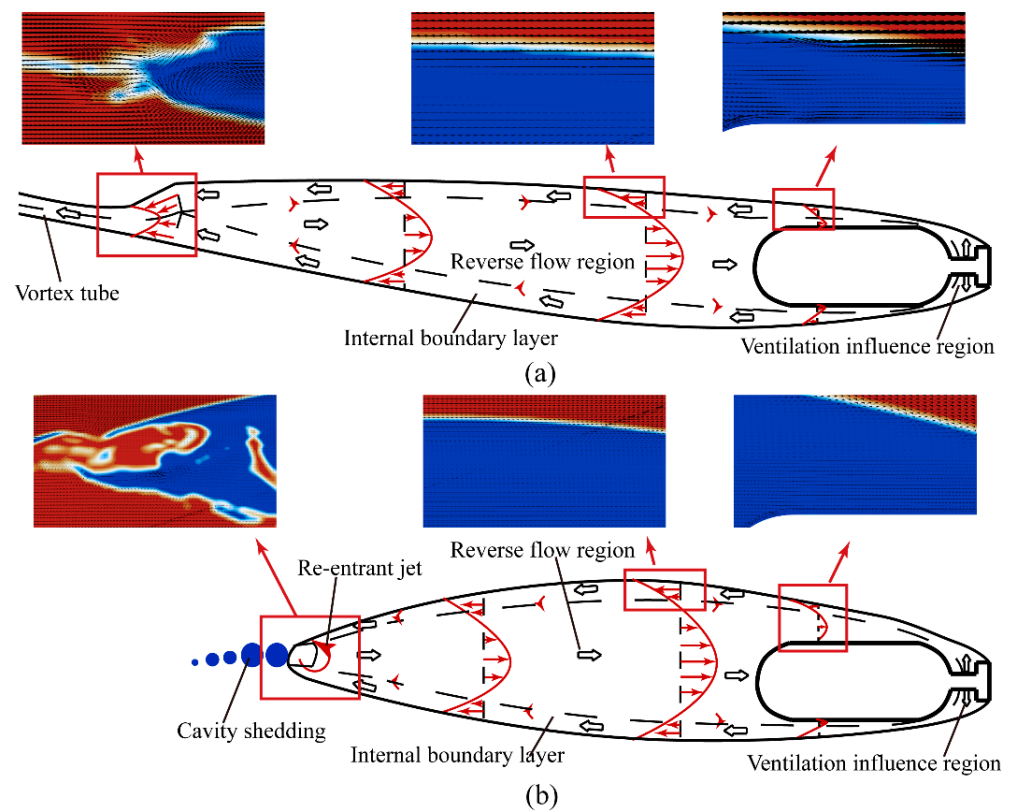 Reverse flow region
Vortex tube
Internal boundary layer
Ventilation influence region
(a)
Reverse flow region
Re-entrant jet
Cavity shedding
Internal boundary layer
Ventilation influence region
(b)